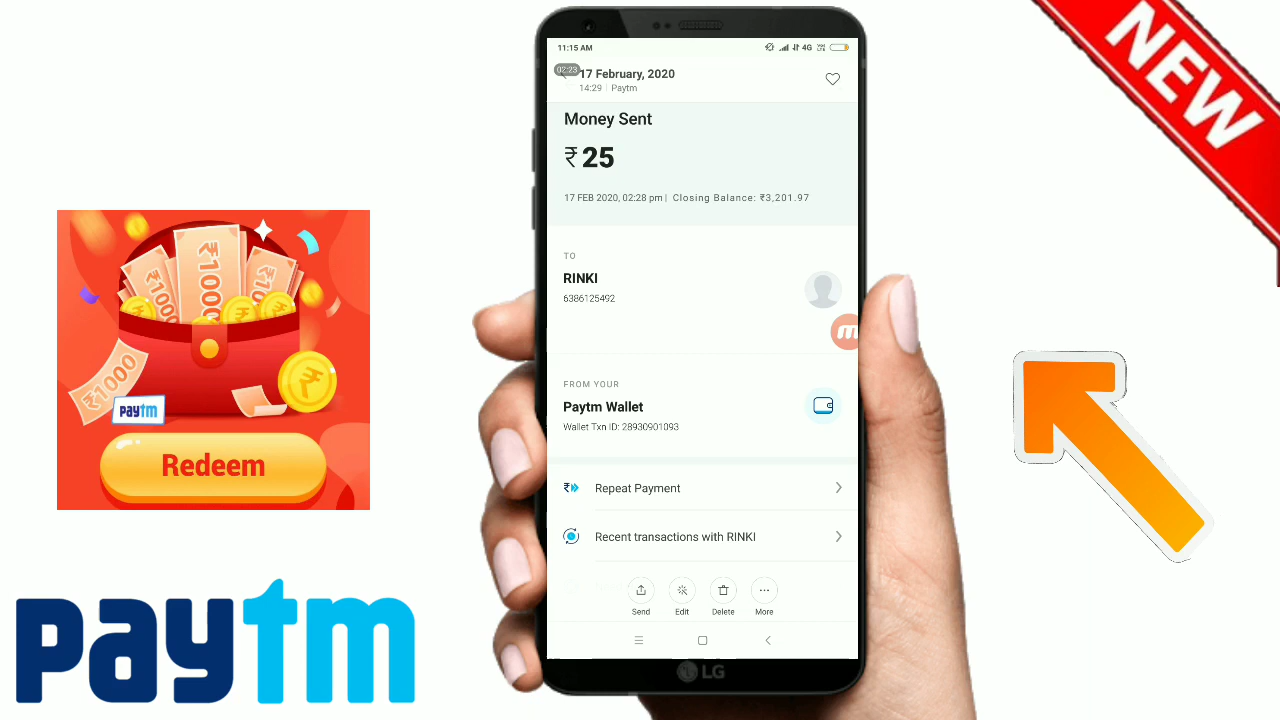 NEW
11:15 AM
4G
02:23
17 February, 2020
14:29 | Paytm
Money Sent
₹25
17 FEB 2020, 02:28 pm | Closing Balance: ₹3,201.97
TO
RINKI
6386125492
m
FROM YOUR
Paytm Wallet
Wallet Txn ID: 28930901093
Repeat Payment
Recent transactions with RINKI
Send Edit Delete More
LG
₹1000
₹1000
₹1000
₹1000
paytm
Redeem
paytm